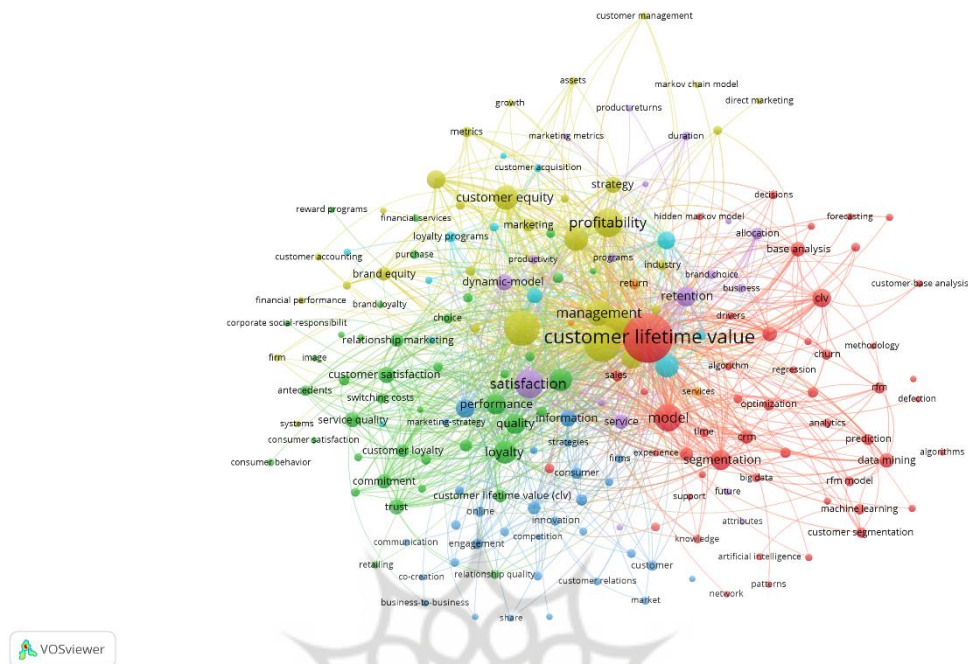 customer management
assets
markov chain model
growth
product returns
direct marketing
metrics
marketing metrics
duration
customer acquisition
strategy
customer equity
decisions
reward programs
financial services
marketing
profitability
hidden markov model
forecasting
loyalty programs
allocation
purchase
base analysis
customer accounting
productivity
programs
industry
brand equity
dynamic-model
return
brand choice
customer-base analysis
business
retention
financial performance
brand loyalty
clv
management
drivers
corporate social-responsibilit
choice
relationship marketing
customer lifetime value
methodology
firm
image
churn
algorithm
regression
customer satisfaction
sales
satisfaction
rfm
antecedents
switching costs
services
defection
performance
optimization
service quality
information
model
systems
marketing-strategy
quality
service
analytics
time
crm
consumer satisfaction
strategies
prediction
customer loyalty
loyalty
experience
algorithms
consumer behavior
firms
segmentation
data mining
consumer
commitment
support
big data
rfm model
future
customer lifetime value (clv)
trust
online
machine learning
innovation
attributes
customer segmentation
competition
communication
engagement
knowledge
artificial intelligence
retailing
customer
co-creation
relationship quality
customer relations
patterns
network
business-to-business
market
share
VOSviewer